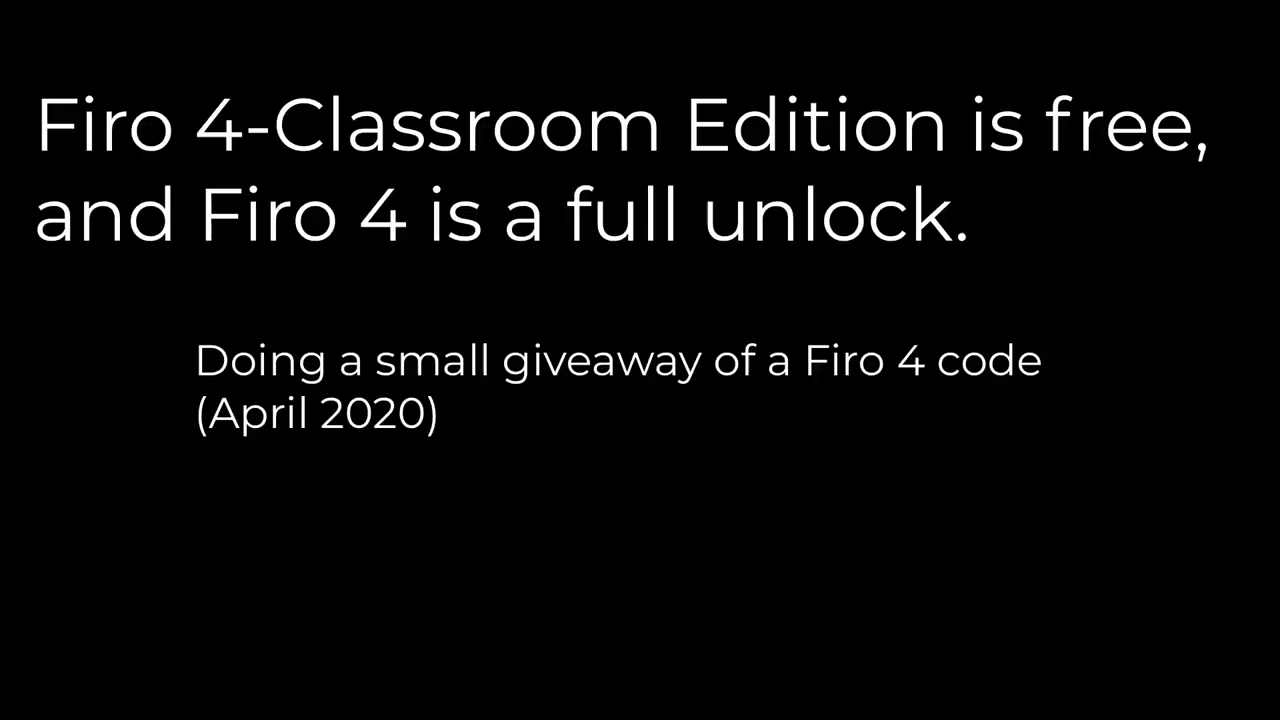 Firo 4-Classroom Edition is free,
and Firo 4 is a full unlock.
Doing a small giveaway of a Firo 4 code
(April 2020)